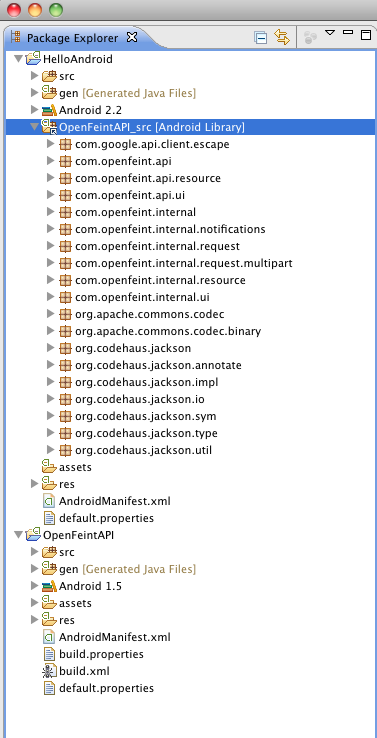 Package Explorer
HelloAndroid
src
gen [Generated Java Files]
Android 2.2
OpenFeintAPI_src [Android Library]
com.google.api.client.escape
com.openfeint.api
com.openfeint.api.resource
com.openfeint.api.ui
com.openfeint.internal
com.openfeint.internal.notifications
com.openfeint.internal.request
com.openfeint.internal.request.multipart
com.openfeint.internal.resource
com.openfeint.internal.ui
org.apache.commons.codec
org.apache.commons.codec.binary
org.codehaus.jackson
org.codehaus.jackson.annotate
org.codehaus.jackson.impl
org.codehaus.jackson.io
org.codehaus.jackson.sym
org.codehaus.jackson.type
org.codehaus.jackson.util
assets
res
AndroidManifest.xml
default.properties
OpenFeintAPI
src
gen [Generated Java Files]
Android 1.5
assets
res
AndroidManifest.xml
build.properties
build.xml
default.properties